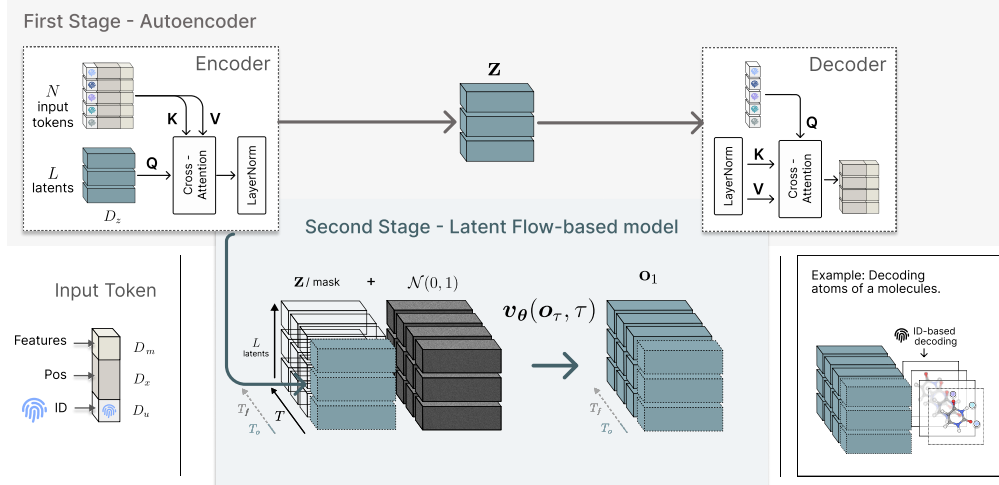 First Stage - Autoencoder
Encoder
N
input
tokens
K
V
L
latents
Q
Cross -
Attention
LayerNorm
D_z
Z
Decoder
Q
LayerNorm
K
V
Cross -
Attention
Second Stage - Latent Flow-based model
Z / mask
+
𝒩(0, 1)
L
latents
T_f
T_o
T
v_θ(o_τ, τ)
o_1
T_f
T_o
Input Token
Features
D_m
Pos
D_x
ID
D_u
Example: Decoding
atoms of a molecules.
ID-based
decoding